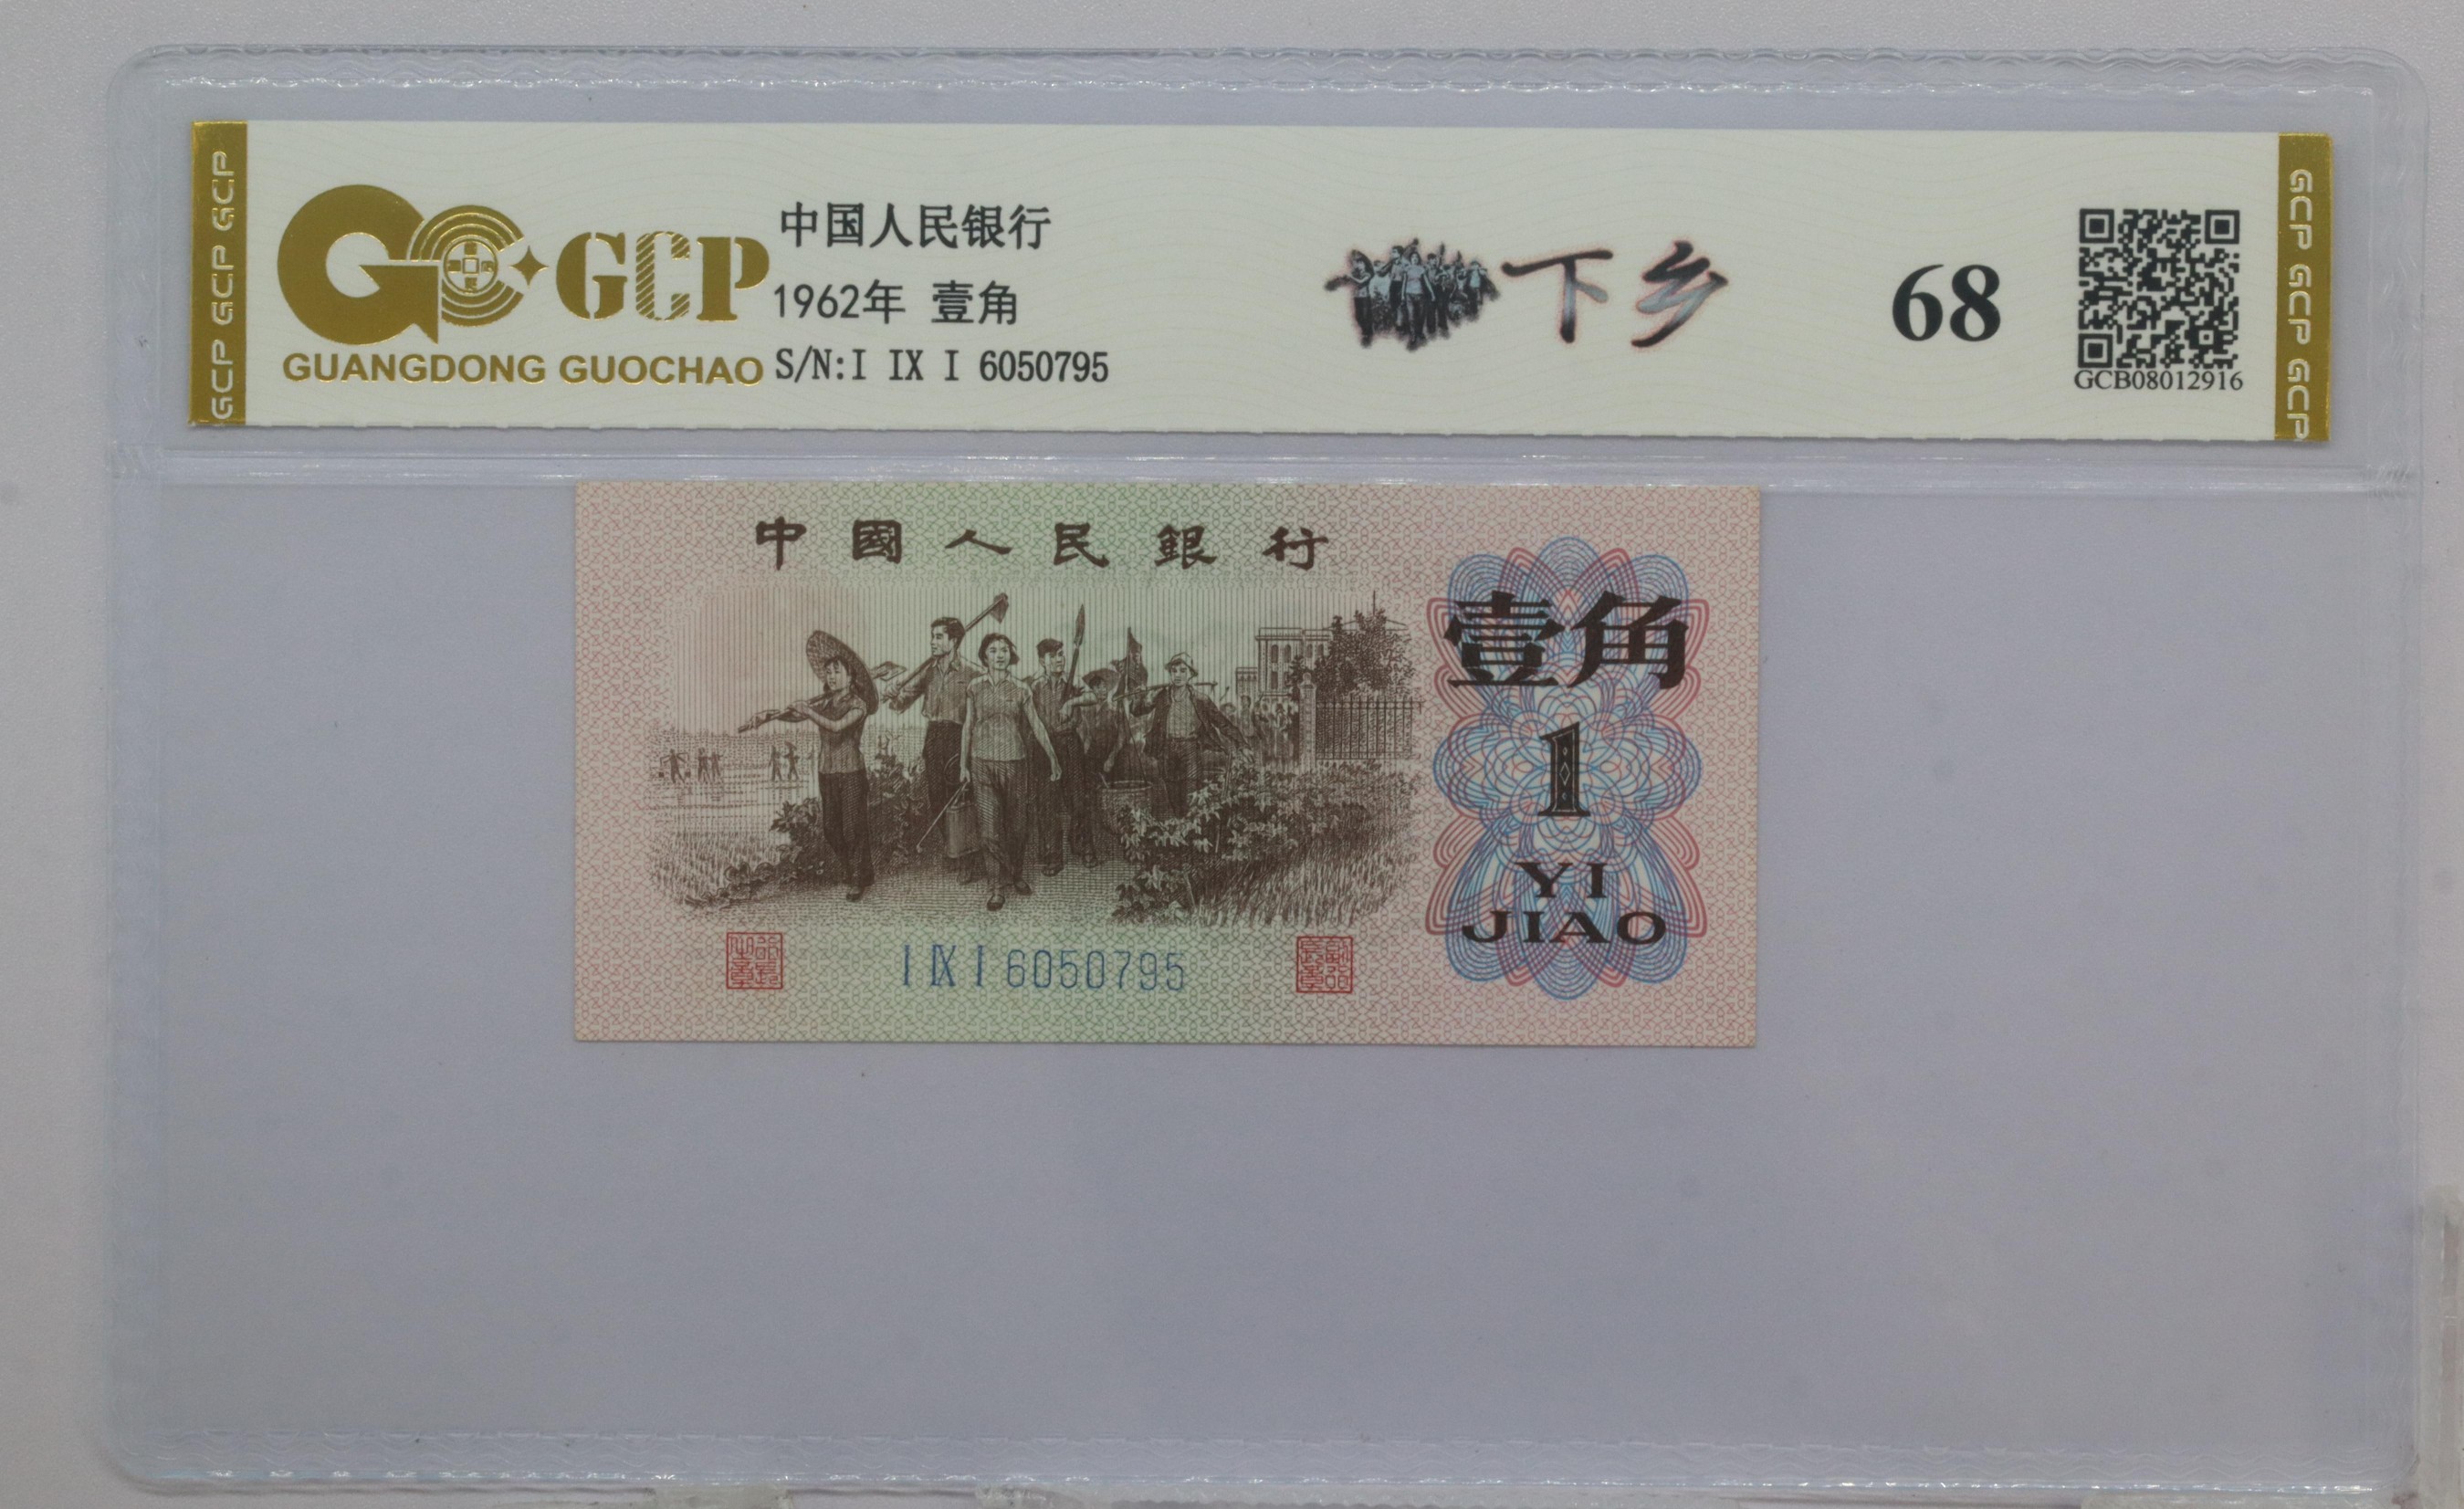 GCP GCP GCP
GCP
GUANGDONG GUOCHAO
中国人民银行
1962年 壹角
S/N:I IX I 6050795
下乡
68
GCB08012916
GCP GCP GCP
中國人民銀行
壹角
1
YI
JIAO
I IX I 6050795